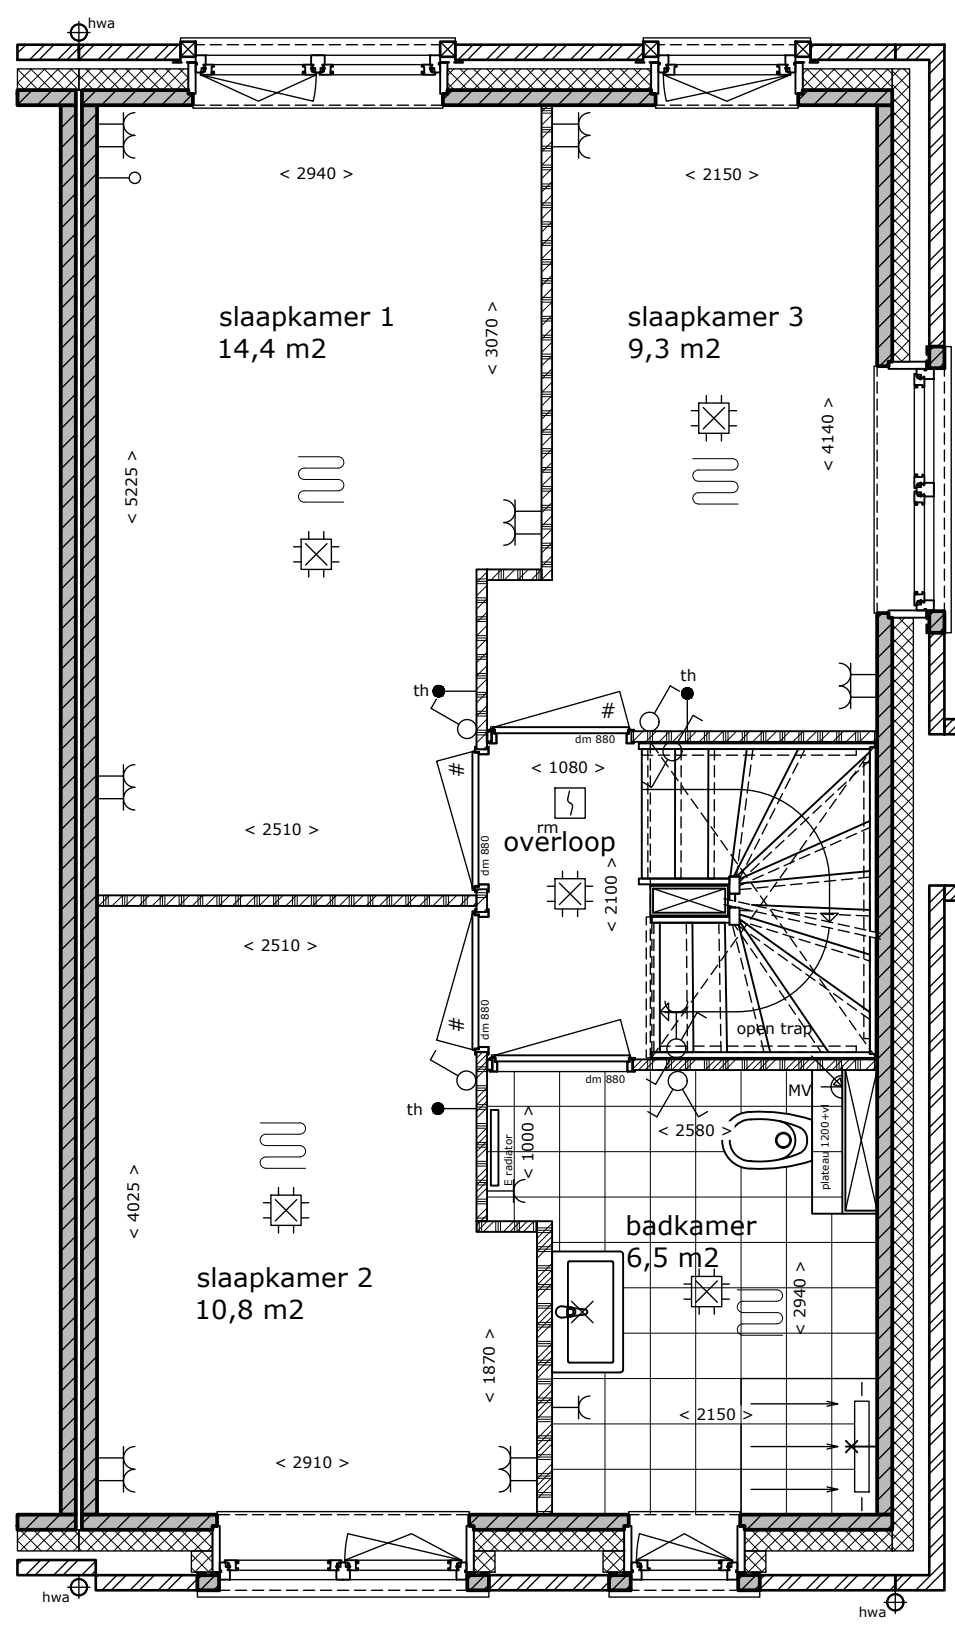 hwa
< 2940 >
< 2150 >
slaapkamer 1
14,4 m2
< 3070 >
slaapkamer 3
9,3 m2
< 4140 >
< 5225 >
th
th
#
dm 880
#
< 1080 >
rm
overloop
< 2510 >
dm 880
< 2100 >
< 2510 >
#
dm 880
open trap
dm 880
MV
th
< 1000 >
E radiator
< 2580 >
plateau 1200+vl
< 4025 >
badkamer
6,5 m2
slaapkamer 2
10,8 m2
< 2940 >
< 1870 >
< 2150 >
< 2910 >
hwa
hwa